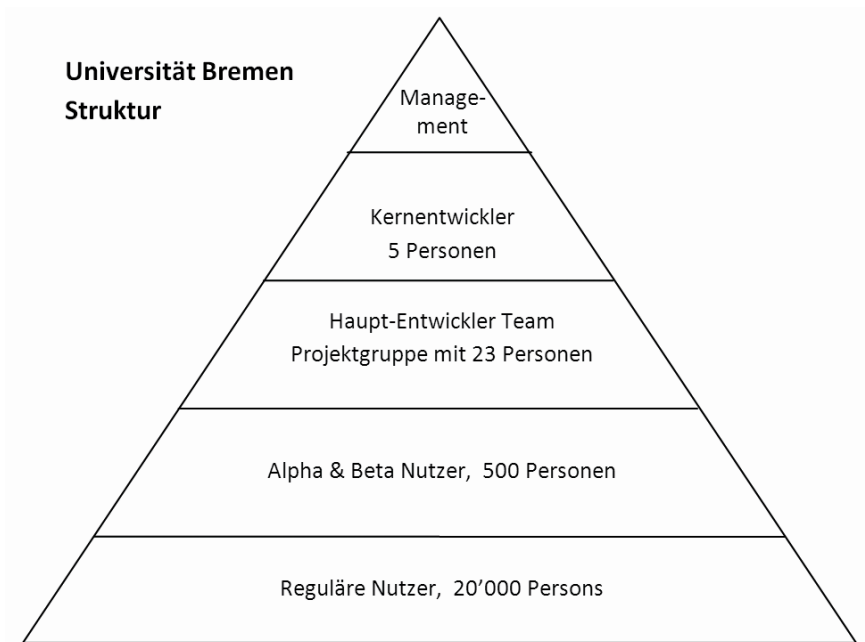 Universität Bremen
Struktur
Manage-
ment
Kernentwickler
5 Personen
Haupt-Entwickler Team
Projektgruppe mit 23 Personen
Alpha & Beta Nutzer, 500 Personen
Reguläre Nutzer, 20’000 Persons